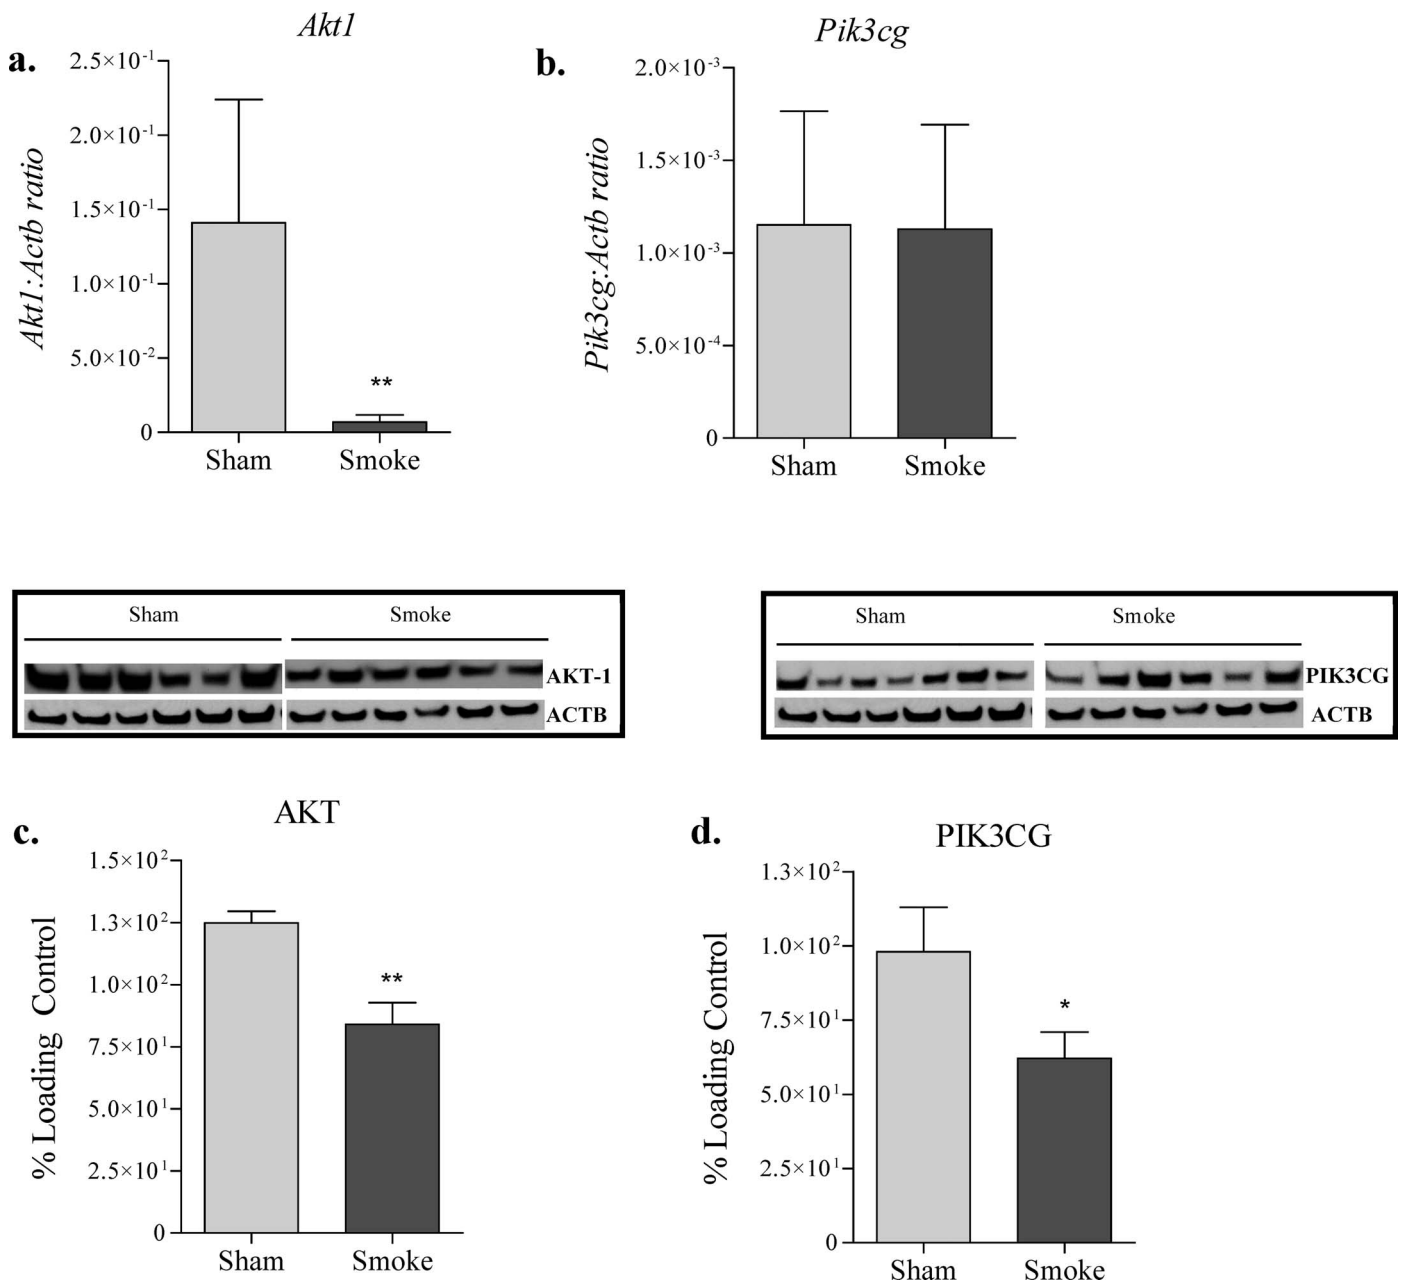 a.
Akt1
2.5×10⁻¹
2.0×10⁻¹
1.5×10⁻¹
1.0×10⁻¹
5.0×10⁻²
0
Akt1:Actb ratio
**
Sham Smoke
b.
Pik3cg
2.0×10⁻³
1.5×10⁻³
1.0×10⁻³
5.0×10⁻⁴
0
Pik3cg:Actb ratio
Sham Smoke
Sham Smoke
AKT-1
ACTB
Sham Smoke
PIK3CG
ACTB
c.
AKT
1.5×10²
1.3×10²
1.0×10²
7.5×10¹
5.0×10¹
2.5×10¹
0
% Loading Control
**
Sham Smoke
d.
PIK3CG
1.3×10²
1.0×10²
7.5×10¹
5.0×10¹
2.5×10¹
0
% Loading Control
*
Sham Smoke